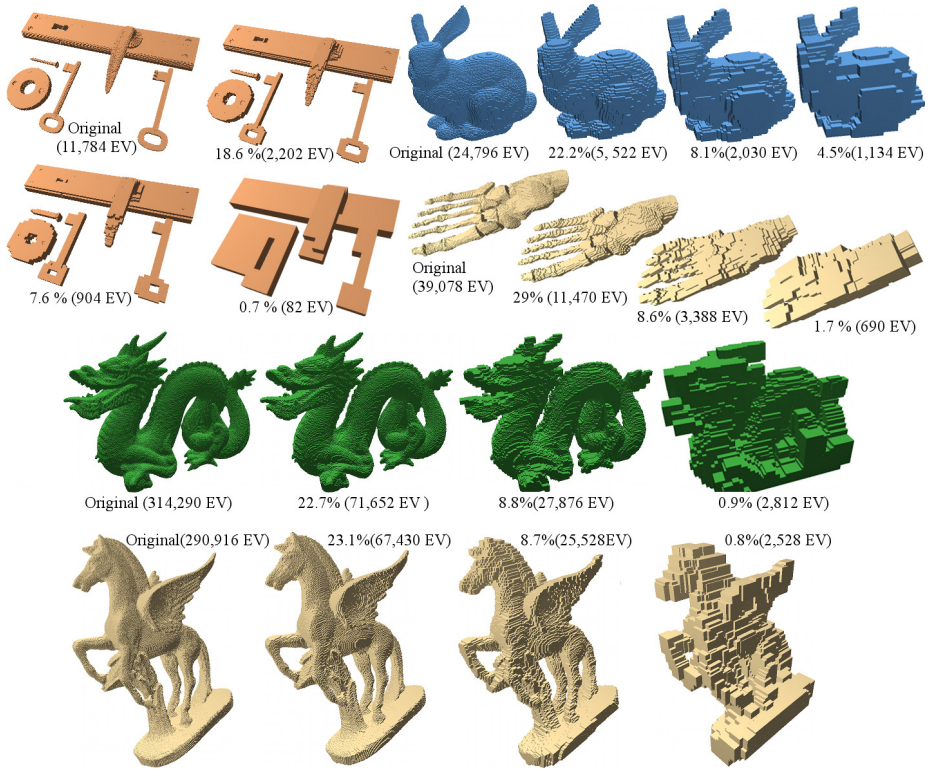 Original
(11,784 EV)
18.6 %(2,202 EV)
Original (24,796 EV)
22.2%(5, 522 EV)
8.1%(2,030 EV)
4.5%(1,134 EV)
7.6 % (904 EV)
0.7 % (82 EV)
Original
(39,078 EV)
29% (11,470 EV)
8.6% (3,388 EV)
1.7 % (690 EV)
Original (314,290 EV)
22.7% (71,652 EV )
8.8%(27,876 EV)
0.9% (2,812 EV)
Original(290,916 EV)
23.1%(67,430 EV)
8.7%(25,528EV)
0.8%(2,528 EV)